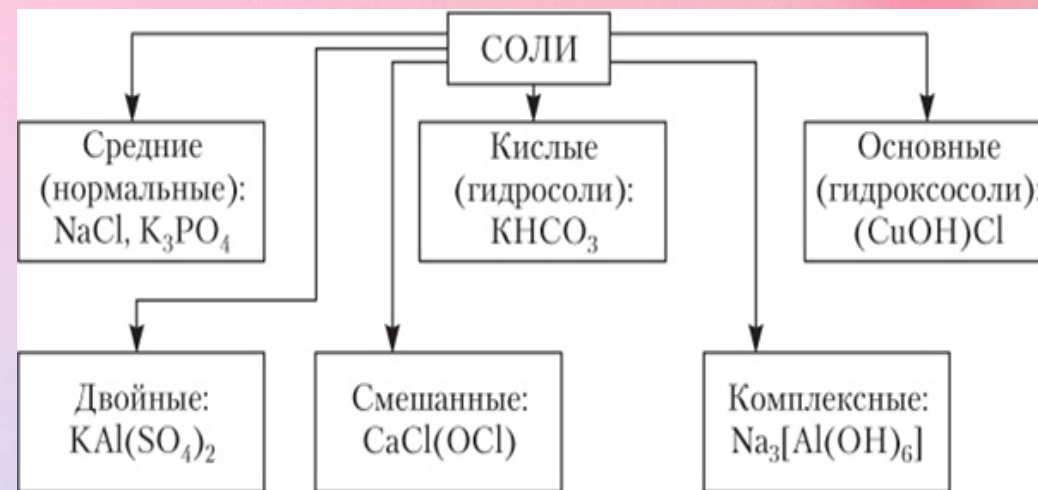 СОЛИ
Средние
(нормальные):
NaCl, K₃PO₄
Кислые
(гидросоли):
KHCO₃
Основные
(гидроксосоли):
(CuOH)Cl
Двойные:
KAl(SO₄)₂
Смешанные:
CaCl(OCl)
Комплексные:
Na₃[Al(OH)₆]